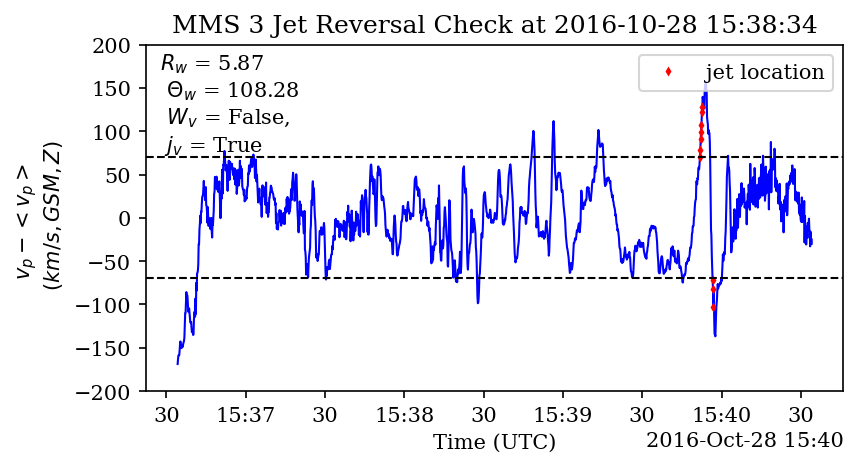 MMS 3 Jet Reversal Check at 2016-10-28 15:38:34
R_w = 5.87
Θ_w = 108.28
W_v = False,
j_v = True
jet location
v_p − <v_p>
(km/s, GSM, Z)
200
150
100
50
0
−50
−100
−150
−200
30 15:37 30 15:38 30 15:39 30 15:40 30
Time (UTC)
2016-Oct-28 15:40